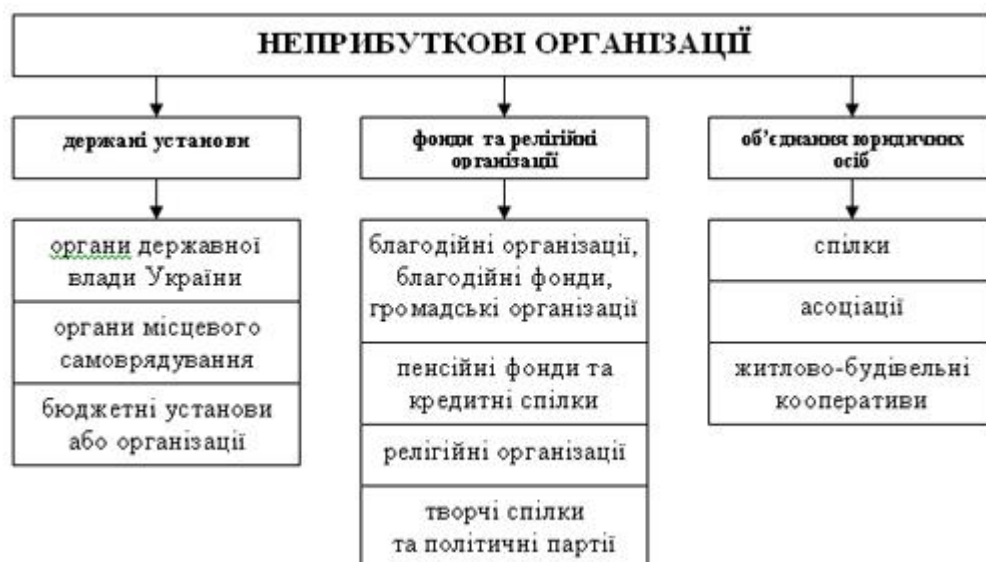 НЕПРИБУТКОВІ ОРГАНІЗАЦІЇ
держані установи
фонди та релігійні
організації
об’єднання юридичних
осіб
органи державної
влади України
органи місцевого
самоврядування
бюджетні установи
або організації
благодійні організації,
благодійні фонди,
громадські організації
пенсійні фонди та
кредитні спілки
релігійні організації
творчі спілки
та політичні партії
спілки
асоціації
житлово-будівельні
кооперативи